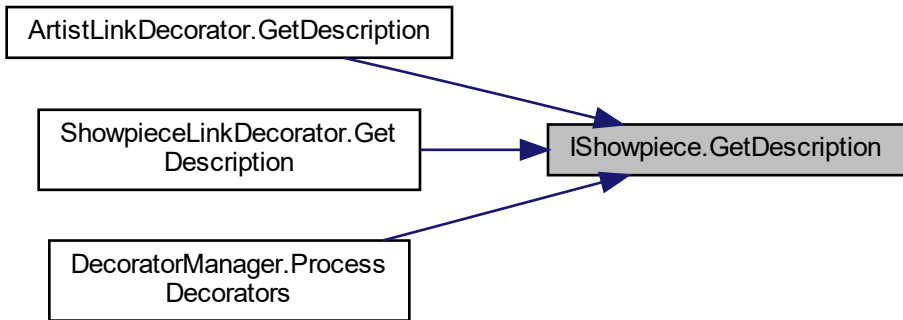 ArtistLinkDecorator.GetDescription
ShowpieceLinkDecorator.Get
Description
IShowpiece.GetDescription
DecoratorManager.Process
Decorators